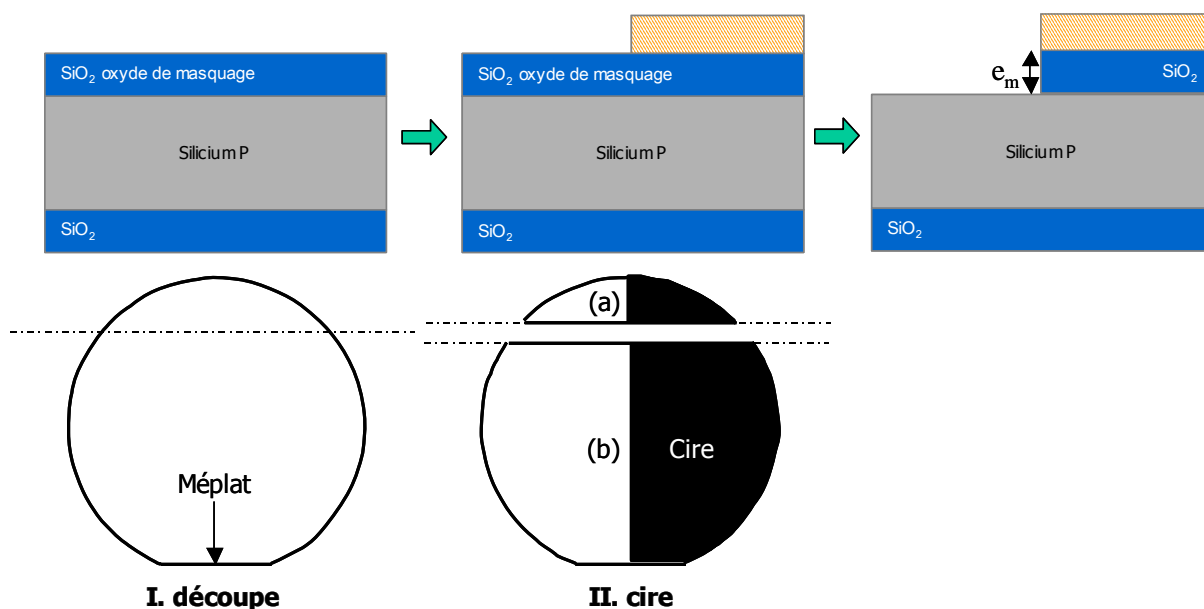 SiO₂ oxyde de masquage
Silicium P
SiO₂
SiO₂ oxyde de masquage
Silicium P
SiO₂
eₘ
SiO₂
Silicium P
SiO₂
Méplat
I. découpe
(a)
(b)
Cire
II. cire